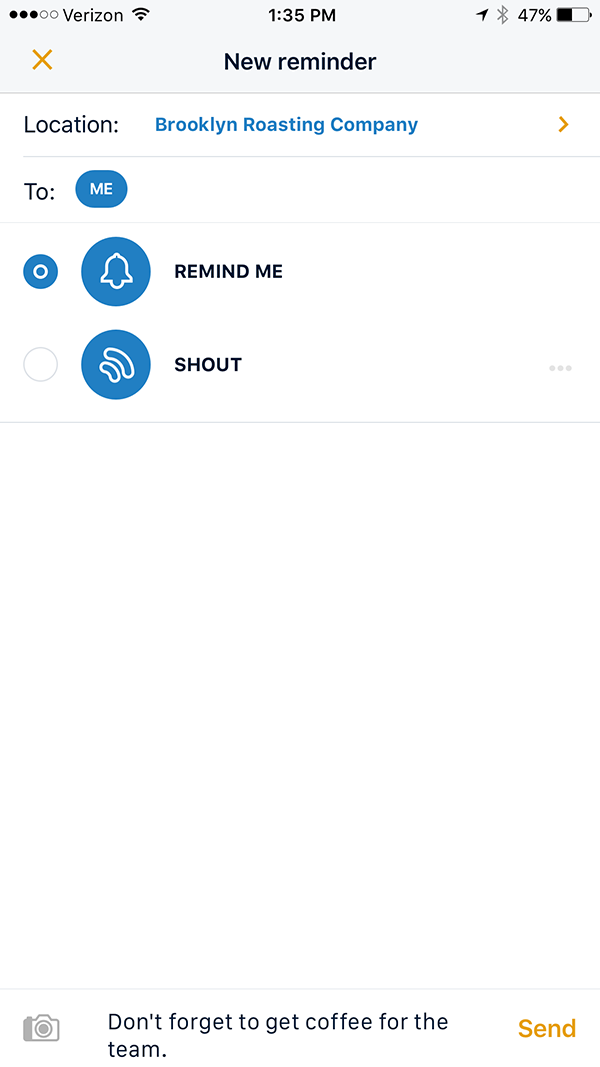 Verizon 1:35 PM 47%
New reminder
Location: Brooklyn Roasting Company
To: ME
REMIND ME
SHOUT
Don't forget to get coffee for the
team.
Send